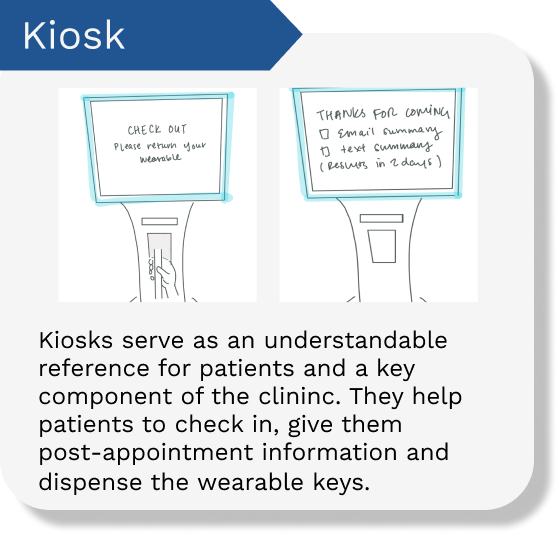 Kiosk
CHECK OUT
Please return your
wearable
THANKS FOR COMING
Email summary
text summary
(Results in 2 days)
Kiosks serve as an understandable
reference for patients and a key
component of the clininc. They help
patients to check in, give them
post-appointment information and
dispense the wearable keys.